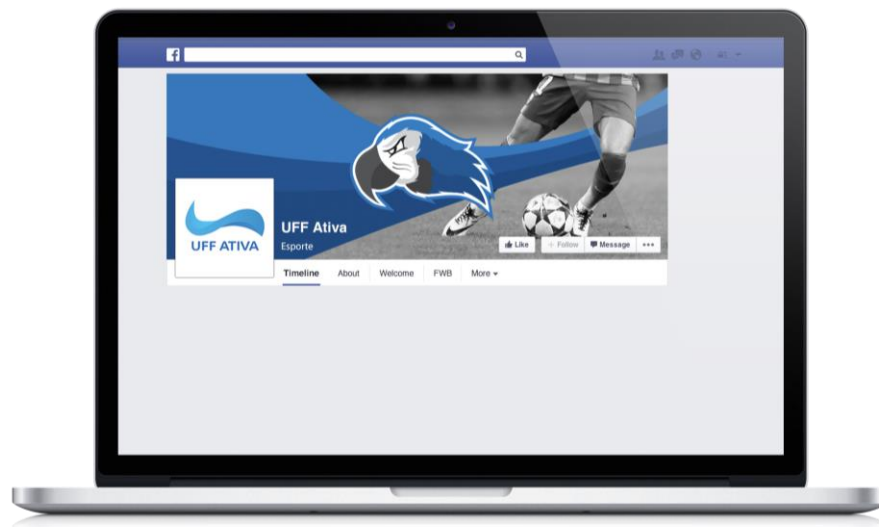 f
UFF ATIVA
UFF Ativa
Esporte
Like
+ Follow
Message
Timeline
About
Welcome
FWB
More